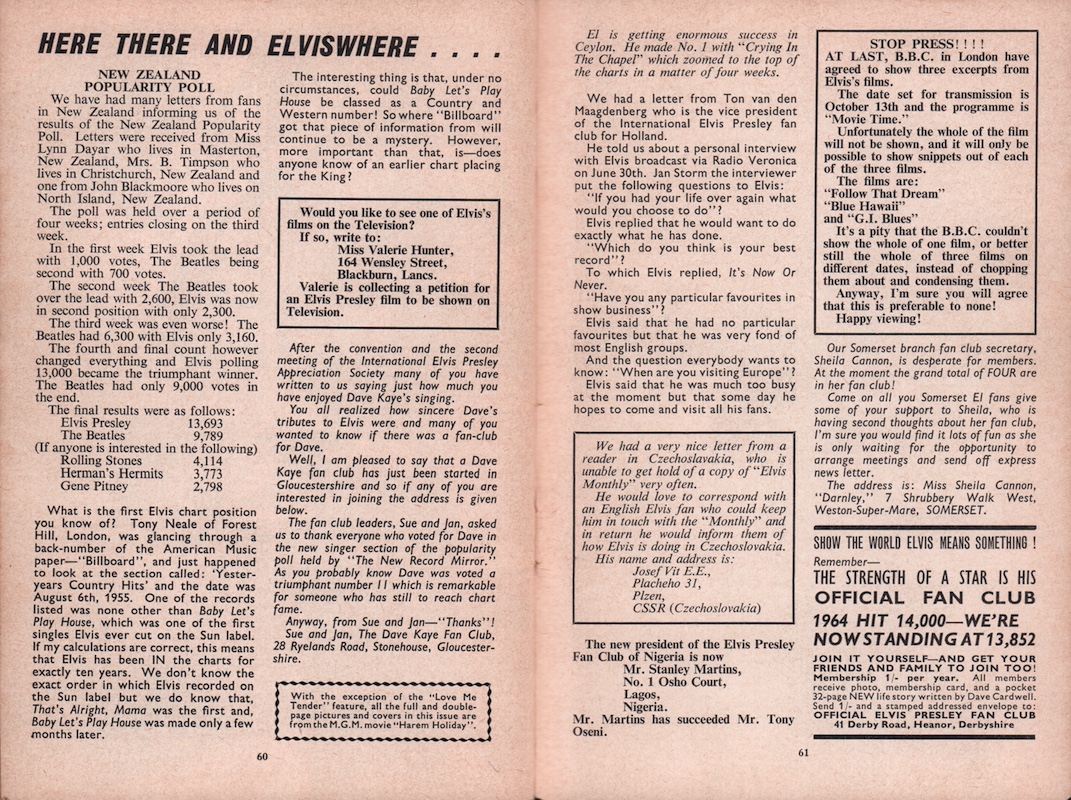 HERE THERE AND ELVISWHERE . . . .
NEW ZEALAND
POPULARITY POLL
We have had many letters from fans
in New Zealand informing us of the
results of the New Zealand Popularity
Poll. Letters were received from Miss
Lynn Dayar who lives in Masterton,
New Zealand, Mrs. B. Timpson who
lives in Christchurch, New Zealand and
one from John Blackmoore who lives on
North Island, New Zealand.
The poll was held over a period of
four weeks; entries closing on the third
week.
In the first week Elvis took the lead
with 1,000 votes, The Beatles being
second with 700 votes.
The second week The Beatles took
over the lead with 2,600, Elvis was now
in second position with only 2,300.
The third week was even worse! The
Beatles had 6,300 with Elvis only 3,160.
The fourth and final count however
changed everything and Elvis polling
13,000 became the triumphant winner.
The Beatles had only 9,000 votes in
the end.
The final results were as follows:
Elvis Presley 13,693
The Beatles 9,789
(If anyone is interested in the following)
Rolling Stones 4,114
Herman's Hermits 3,773
Gene Pitney 2,798
What is the first Elvis chart position
you know of? Tony Neale of Forest
Hill, London, was glancing through a
back-number of the American Music
paper—"Billboard", and just happened
to look at the section called: 'Yester-
years Country Hits' and the date was
August 6th, 1955. One of the records
listed was none other than Baby Let's
Play House, which was one of the first
singles Elvis ever cut on the Sun label.
If my calculations are correct, this means
that Elvis has been IN the charts for
exactly ten years. We don't know the
exact order in which Elvis recorded on
the Sun label but we do know that,
That's Alright, Mama was the first and,
Baby Let's Play House was made only a few
months later.
The interesting thing is that, under no
circumstances, could Baby Let's Play
House be classed as a Country and
Western number! So where "Billboard"
got that piece of information from will
continue to be a mystery. However,
more important than that, is—does
anyone know of an earlier chart placing
for the King?
Would you like to see one of Elvis's
films on the Television?
If so, write to:
Miss Valerie Hunter,
164 Wensley Street,
Blackburn, Lancs.
Valerie is collecting a petition for
an Elvis Presley film to be shown on
Television.
After the convention and the second
meeting of the International Elvis Presley
Appreciation Society many of you have
written to us saying just how much you
have enjoyed Dave Kaye's singing.
You all realized how sincere Dave's
tributes to Elvis were and many of you
wanted to know if there was a fan-club
for Dave.
Well, I am pleased to say that a Dave
Kaye fan club has just been started in
Gloucestershire and so if any of you are
interested in joining the address is given
below.
The fan club leaders, Sue and Jan, asked
us to thank everyone who voted for Dave in
the new singer section of the popularity
poll held by "The New Record Mirror."
As you probably know Dave was voted a
triumphant number 11 which is remarkable
for someone who has still to reach chart
fame.
Anyway, from Sue and Jan—"Thanks"!
Sue and Jan, The Dave Kaye Fan Club,
28 Ryelands Road, Stonehouse, Gloucester-
shire.
With the exception of the "Love Me
Tender" feature, all the full and double-
page pictures and covers in this issue are
from the M.G.M. movie "Harem Holiday".
60
El is getting enormous success in
Ceylon. He made No. 1 with "Crying In
The Chapel" which zoomed to the top of
the charts in a matter of four weeks.
We had a letter from Ton van den
Maagdenberg who is the vice president
of the International Elvis Presley fan
club for Holland.
He told us about a personal interview
with Elvis broadcast via Radio Veronica
on June 30th. Jan Storm the interviewer
put the following questions to Elvis:
"If you had your life over again what
would you choose to do"?
Elvis replied that he would want to do
exactly what he has done.
"Which do you think is your best
record"?
To which Elvis replied, It's Now Or
Never.
"Have you any particular favourites in
show business"?
Elvis said that he had no particular
favourites but that he was very fond of
most English groups.
And the question everybody wants to
know: "When are you visiting Europe"?
Elvis said that he was much too busy
at the moment but that some day he
hopes to come and visit all his fans.
We had a very nice letter from a
reader in Czechoslavakia, who is
unable to get hold of a copy of "Elvis
Monthly" very often.
He would love to correspond with
an English Elvis fan who could keep
him in touch with the "Monthly" and
in return he would inform them of
how Elvis is doing in Czechoslavakia.
His name and address is:
Josef Vit E.E.,
Placheho 31,
Plzen,
CSSR (Czechoslovakia)
The new president of the Elvis Presley
Fan Club of Nigeria is now
Mr. Stanley Martins,
No. 1 Osho Court,
Lagos,
Nigeria.
Mr. Martins has succeeded Mr. Tony
Oseni.
STOP PRESS! ! ! !
AT LAST, B.B.C. in London have
agreed to show three excerpts from
Elvis's films.
The date set for transmission is
October 13th and the programme is
"Movie Time."
Unfortunately the whole of the film
will not be shown, and it will only be
possible to show snippets out of each
of the three films.
The films are:
"Follow That Dream"
"Blue Hawaii"
and "G.I. Blues"
It's a pity that the B.B.C. couldn't
show the whole of one film, or better
still the whole of three films on
different dates, instead of chopping
them about and condensing them.
Anyway, I'm sure you will agree
that this is preferable to none!
Happy viewing!
Our Somerset branch fan club secretary,
Sheila Cannon, is desperate for members.
At the moment the grand total of FOUR are
in her fan club!
Come on all you Somerset El fans give
some of your support to Sheila, who is
having second thoughts about her fan club,
I'm sure you would find it lots of fun as she
is only waiting for the opportunity to
arrange meetings and send off express
news letter.
The address is: Miss Sheila Cannon,
"Darnley," 7 Shrubbery Walk West,
Weston-Super-Mare, SOMERSET.
SHOW THE WORLD ELVIS MEANS SOMETHING !
Remember—
THE STRENGTH OF A STAR IS HIS
OFFICIAL FAN CLUB
1964 HIT 14,000—WE'RE
NOW STANDING AT 13,852
JOIN IT YOURSELF—AND GET YOUR
FRIENDS AND FAMILY TO JOIN TOO!
Membership 1/- per year. All members
receive photo, membership card, and a pocket
32-page NEW life story written by Dave Cardwell.
Send 1/- and a stamped addressed envelope to:
OFFICIAL ELVIS PRESLEY FAN CLUB
41 Derby Road, Heanor, Derbyshire
61